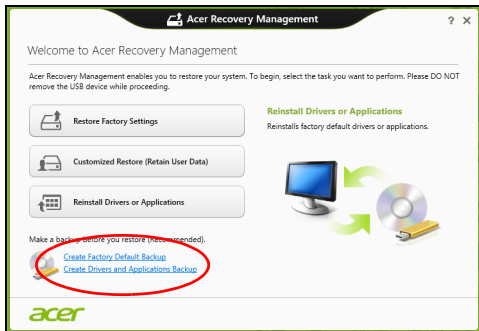 Acer Recovery Management
? ×
Welcome to Acer Recovery Management
Acer Recovery Management enables you to restore your system. To begin, select the task you want to perform. Please DO NOT
remove the USB device while proceeding.
Restore Factory Settings
Customized Restore (Retain User Data)
Reinstall Drivers or Applications
Reinstall Drivers or Applications
Reinstalls factory default drivers or applications.
Make a backup before you restore (Recommended).
Create Factory Default Backup
Create Drivers and Applications Backup
acer